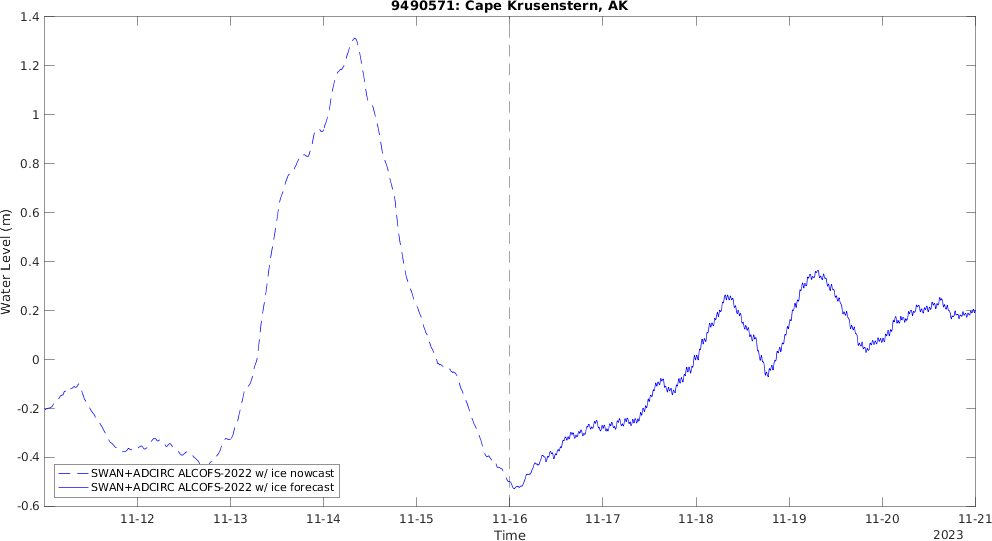 9490571: Cape Krusenstern, AK
1.4
1.2
1
0.8
0.6
0.4
0.2
0
-0.2
-0.4
-0.6
Water Level (m)
SWAN+ADCIRC ALCOFS-2022 w/ ice nowcast
SWAN+ADCIRC ALCOFS-2022 w/ ice forecast
11-12 11-13 11-14 11-15 11-16 11-17 11-18 11-19 11-20 11-21
Time
2023